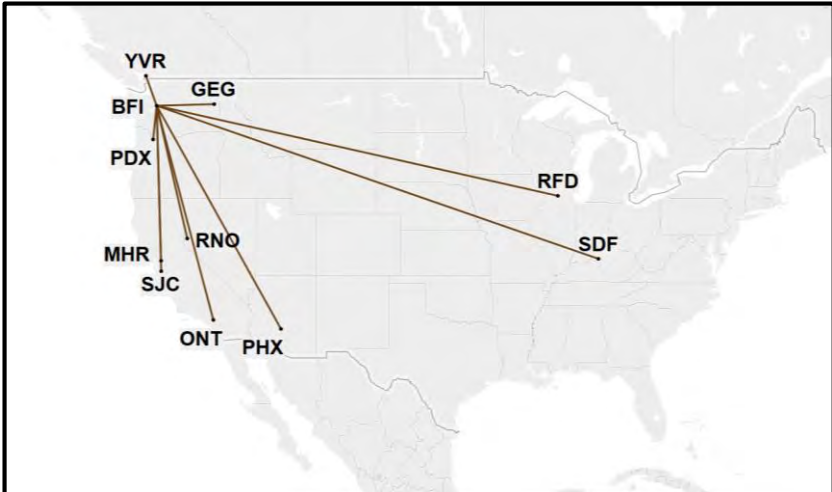 YVR
GEG
BFI
PDX
RFD
RNO
SDF
MHR
SJC
ONT
PHX